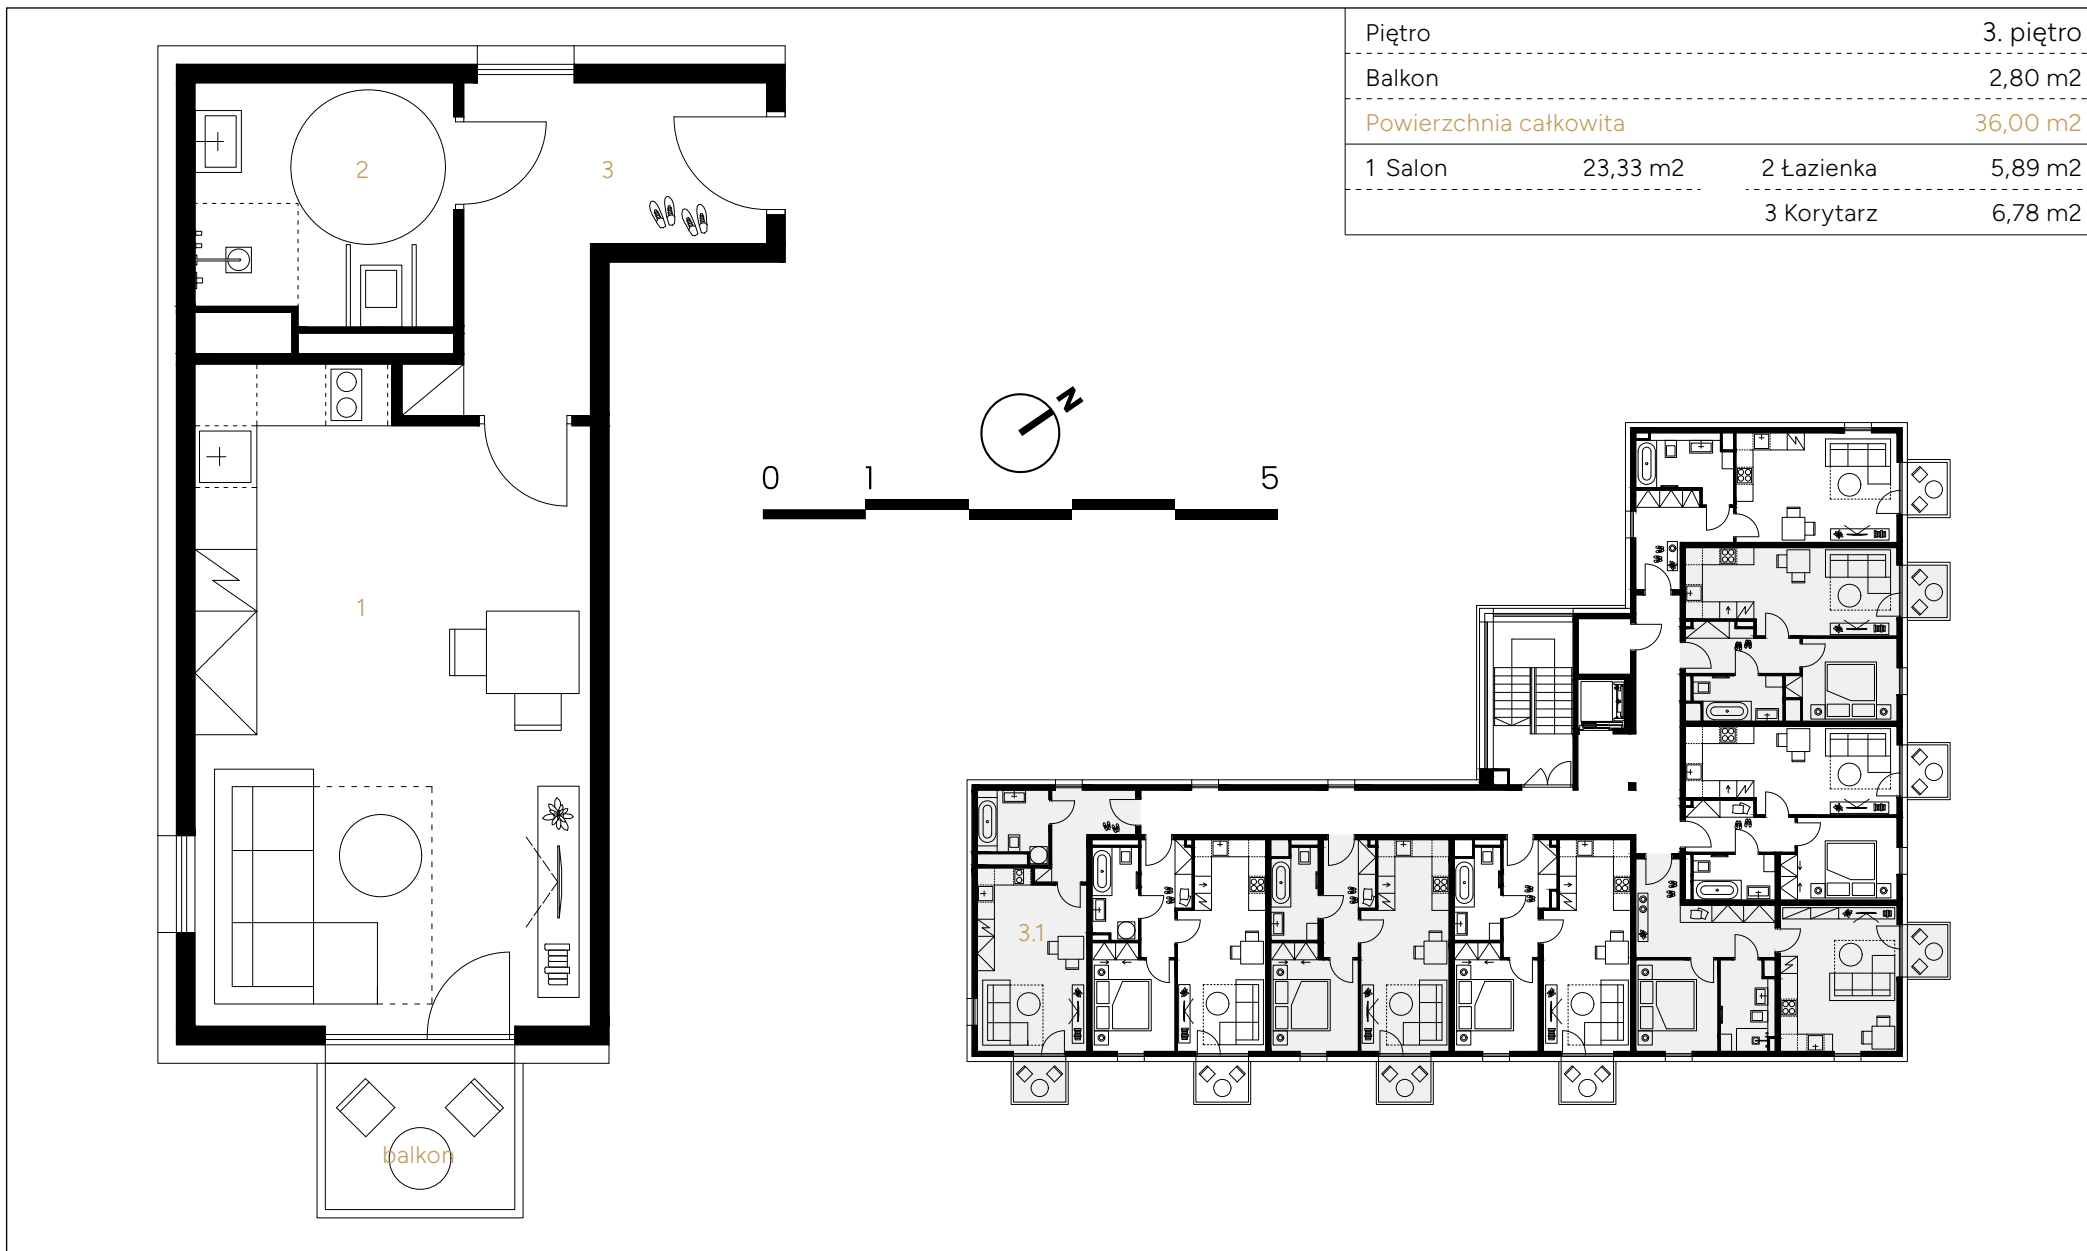 Piętro 3. piętro
Balkon 2,80 m2
Powierzchnia całkowita 36,00 m2
1 Salon 23,33 m2 2 Łazienka 5,89 m2
3 Korytarz 6,78 m2
2
3
1
balkon
N
0 1 5
3.1